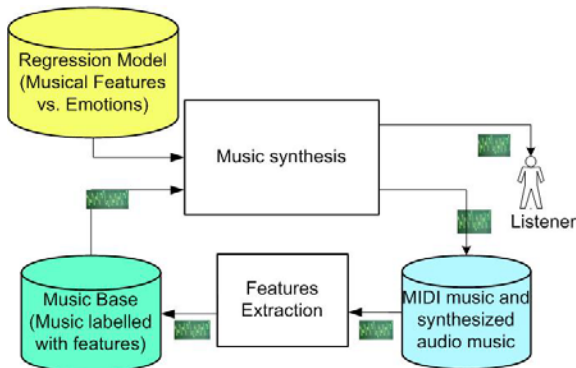 Regression Model
(Musical Features
vs. Emotions)
Music synthesis
Listener
Music Base
(Music labelled
with features)
Features
Extraction
MIDI music and
synthesized
audio music